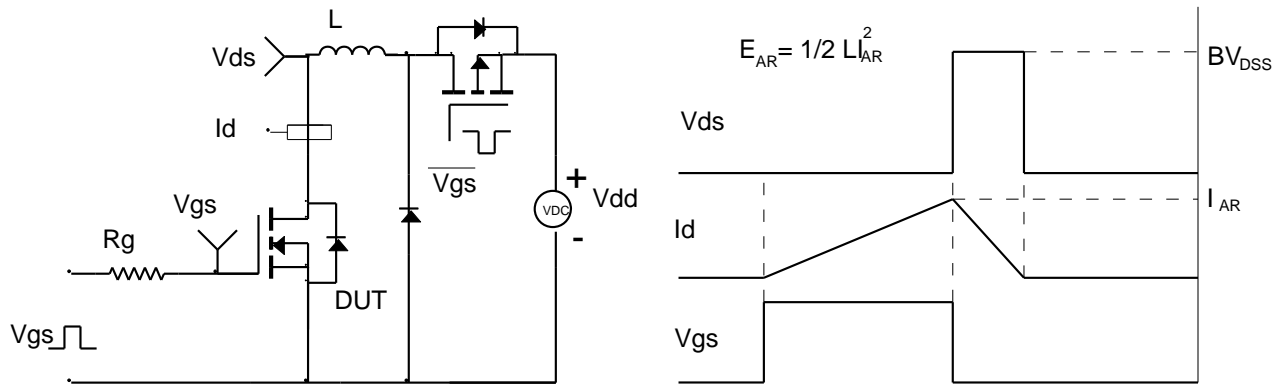 L
Vds
Id
Vgs
Rg
DUT
Vgs
Vgs
VDC
+
Vdd
-
E_AR = 1/2 LI_AR^2
BV_DSS
Vds
I_AR
Id
Vgs